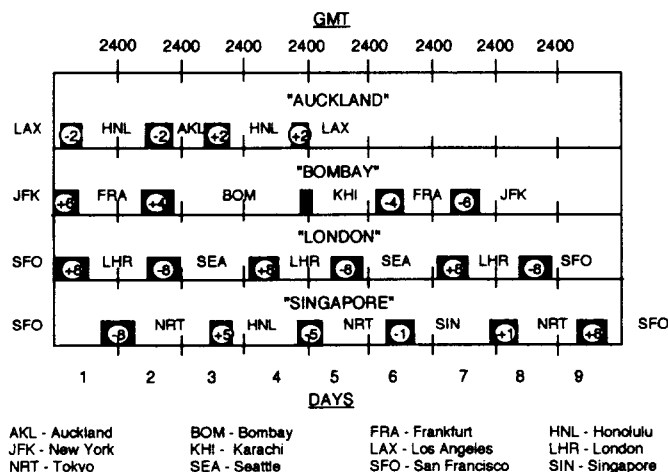 GMT
2400 2400 2400 2400 2400 2400 2400 2400
"AUCKLAND"
LAX -2 HNL -2 AKL +2 HNL +2 LAX
"BOMBAY"
JFK +6 FRA +4 BOM KHI -4 FRA -6 JFK
"LONDON"
SFO +8 LHR -8 SEA +8 LHR -8 SEA +8 LHR -8 SFO
"SINGAPORE"
SFO -8 NRT +5 HNL -5 NRT -1 SIN +1 NRT +8 SFO
1 2 3 4 5 6 7 8 9
DAYS
AKL - Auckland BOM - Bombay FRA - Frankfurt HNL - Honolulu
JFK - New York KHI - Karachi LAX - Los Angeles LHR - London
NRT - Tokyo SEA - Seattle SFO - San Francisco SIN - Singapore